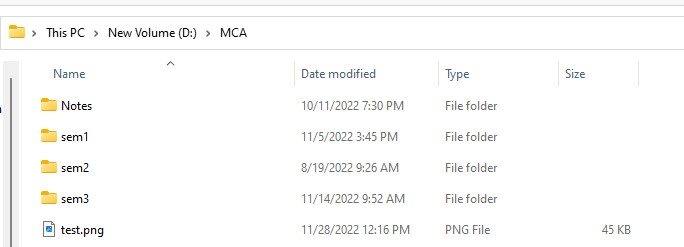 This PC > New Volume (D:) > MCA
Name Date modified Type Size
Notes 10/11/2022 7:30 PM File folder
sem1 11/5/2022 3:45 PM File folder
sem2 8/19/2022 9:26 AM File folder
sem3 11/14/2022 9:52 AM File folder
test.png 11/28/2022 12:16 PM PNG File 45 KB